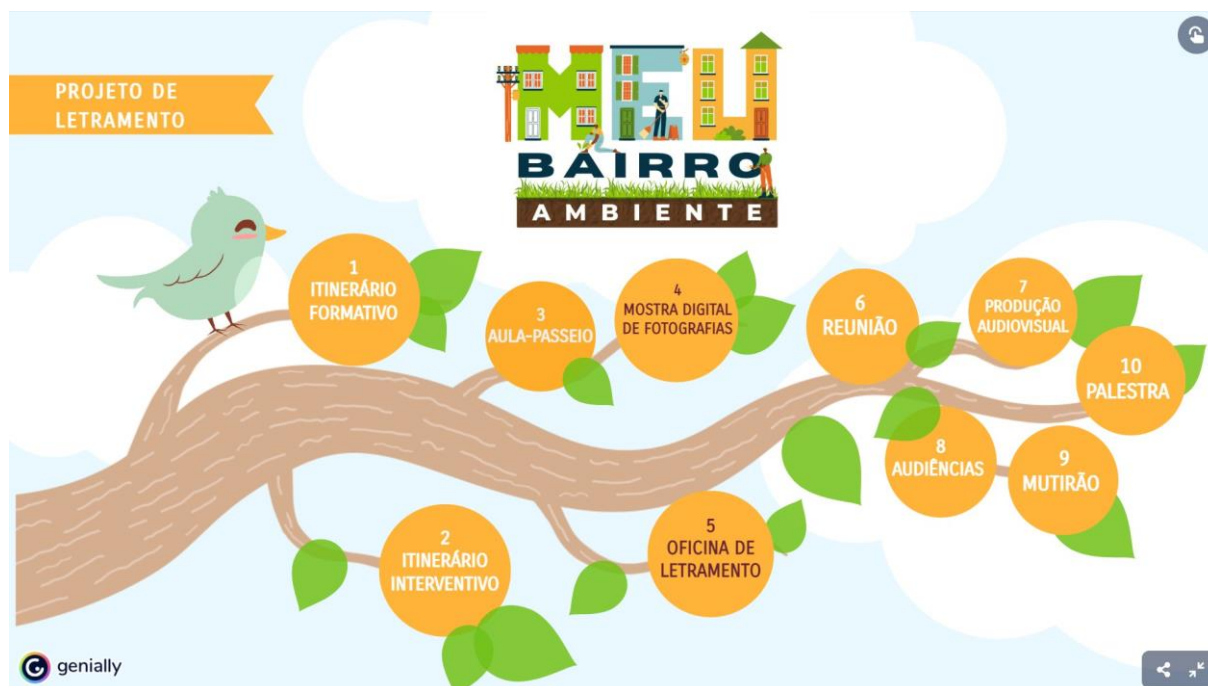 PROJETO DE
LETRAMENTO
MEU
BAIRRO
AMBIENTE
1
ITINERÁRIO
FORMATIVO
2
ITINERÁRIO
INTERVENTIVO
3
AULA-PASSEIO
4
MOSTRA DIGITAL
DE FOTOGRAFIAS
5
OFICINA DE
LETRAMENTO
6
REUNIÃO
7
PRODUÇÃO
AUDIOVISUAL
8
AUDIÊNCIAS
9
MUTIRÃO
10
PALESTRA
genially